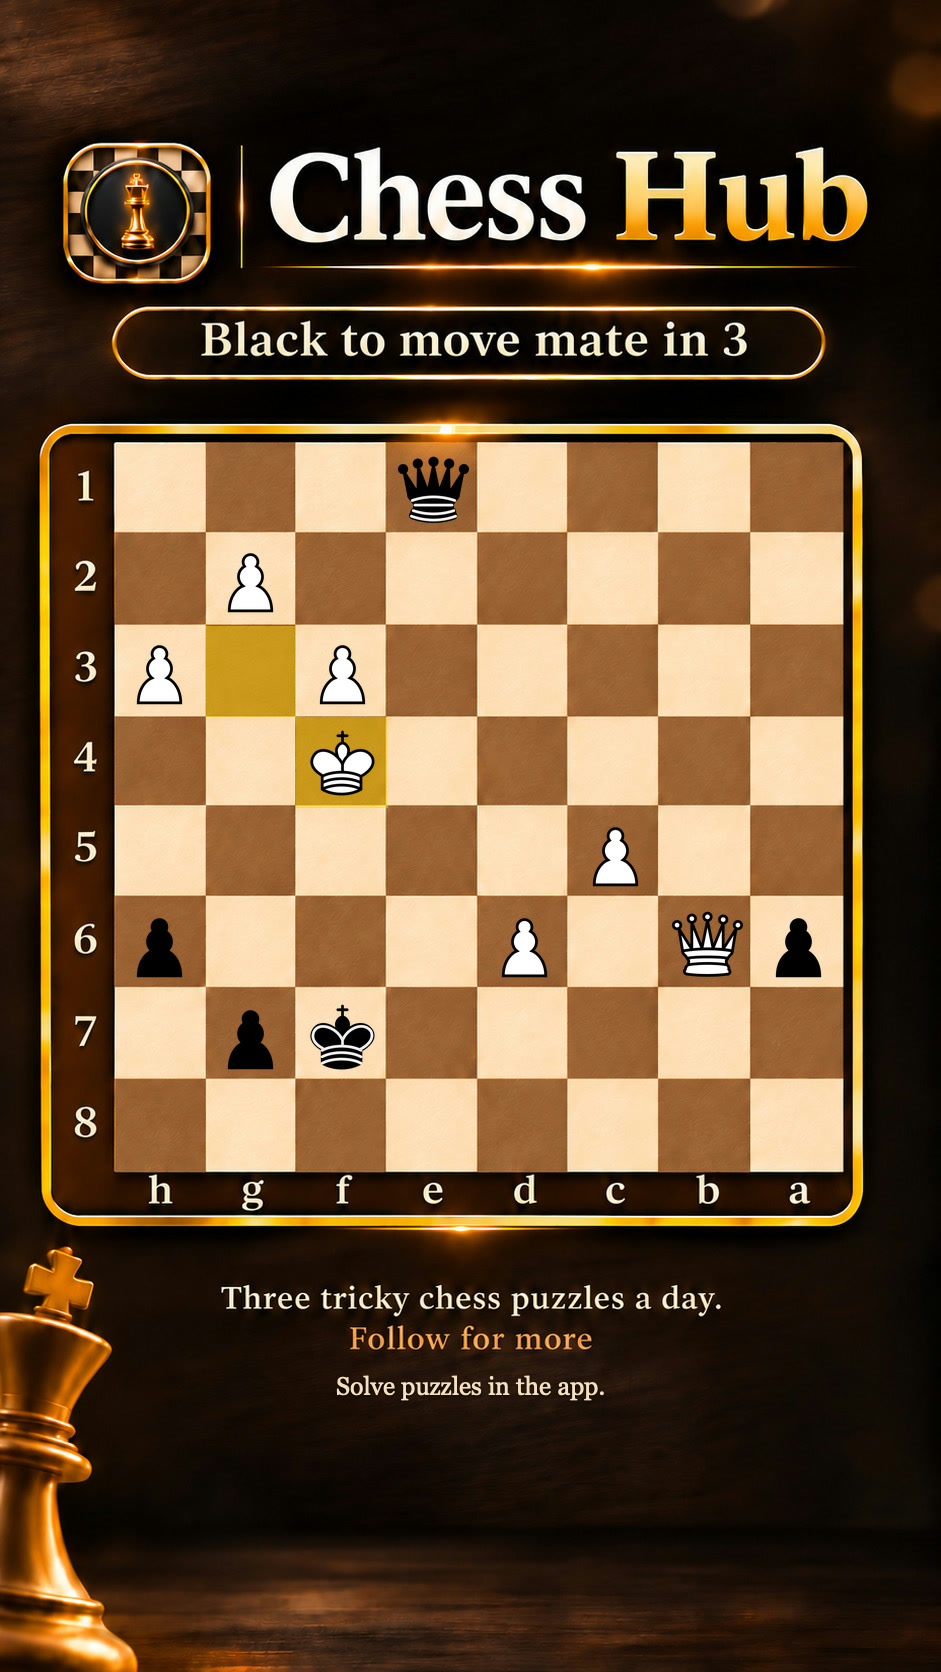 Chess Hub
Black to move mate in 3
1
2
3
4
5
6
7
8
h g f e d c b a
Three tricky chess puzzles a day.
Follow for more
Solve puzzles in the app.